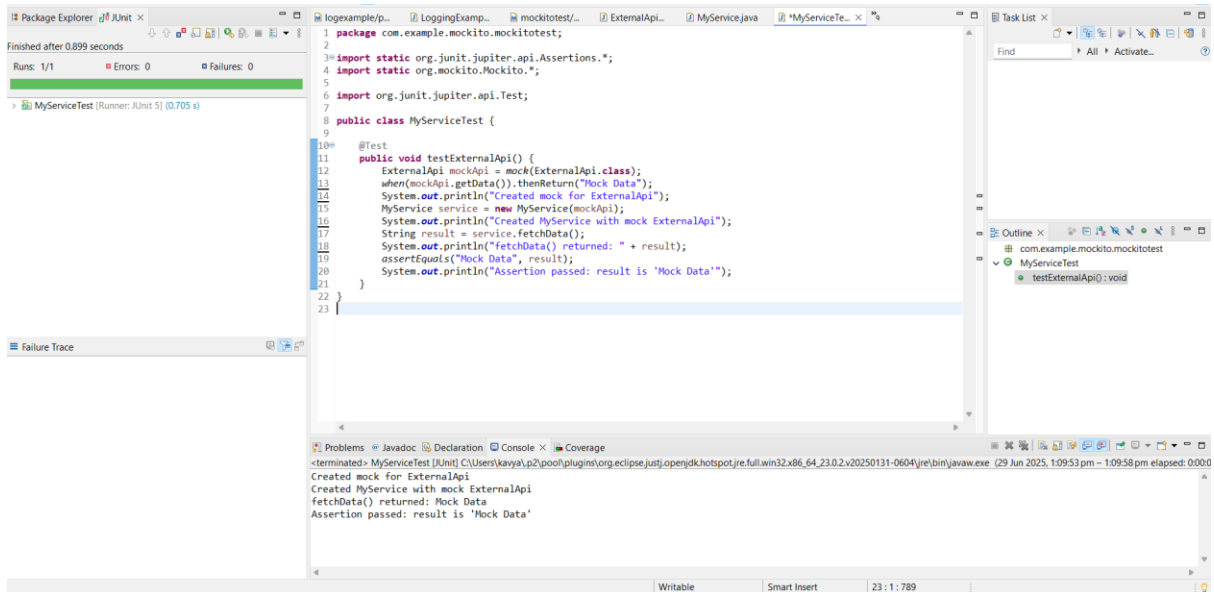 Package Explorer JUnit
Finished after 0.899 seconds
Runs: 1/1 Errors: 0 Failures: 0
MyServiceTest [Runner: JUnit 5] (0.705 s)
Failure Trace
logexample/p... LoggingExamp... mockitotest/... ExternalApi... MyService.java *MyServiceTe...
1 package com.example.mockito.mockitotest;
2
3 import static org.junit.jupiter.api.Assertions.*;
4 import static org.mockito.Mockito.*;
5
6 import org.junit.jupiter.api.Test;
7
8 public class MyServiceTest {
9
10 @Test
11 public void testExternalApi() {
12 ExternalApi mockApi = mock(ExternalApi.class);
13 when(mockApi.getData()).thenReturn("Mock Data");
14 System.out.println("Created mock for ExternalApi");
15 MyService service = new MyService(mockApi);
16 System.out.println("Created MyService with mock ExternalApi");
17 String result = service.fetchData();
18 System.out.println("fetchData() returned: " + result);
19 assertEquals("Mock Data", result);
20 System.out.println("Assertion passed: result is 'Mock Data'");
21 }
22 }
23
Task List
Find All Activate...
Outline
com.example.mockito.mockitotest
MyServiceTest
testExternalApi() : void
Problems Javadoc Declaration Console Coverage
<terminated> MyServiceTest [JUnit] C:\Users\kavya\.p2\pool\plugins\org.eclipse.justj.openjdk.hotspot.jre.full.win32.x86_64_23.0.2.v20250131-0604\jre\bin\javaw.exe (29 Jun 2025, 1:09:53 pm – 1:09:58 pm elapsed: 0:00:0
Created mock for ExternalApi
Created MyService with mock ExternalApi
fetchData() returned: Mock Data
Assertion passed: result is 'Mock Data'
Writable Smart Insert 23 : 1 : 789